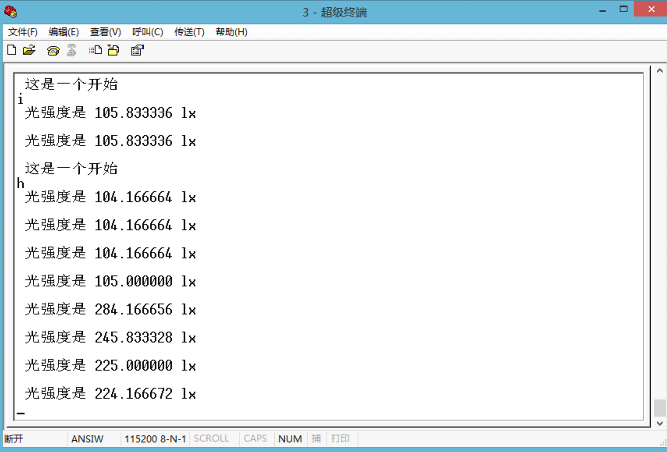 3 - 超级终端
文件(F) 编辑(E) 查看(V) 呼叫(C) 传送(T) 帮助(H)
这是一个开始
i
光强度是 105.833336 lx
光强度是 105.833336 lx
这是一个开始
h
光强度是 104.166664 lx
光强度是 104.166664 lx
光强度是 104.166664 lx
光强度是 105.000000 lx
光强度是 284.166656 lx
光强度是 245.833328 lx
光强度是 225.000000 lx
光强度是 224.166672 lx
_
断开 ANSIW 115200 8-N-1 SCROLL CAPS NUM 捕 打印